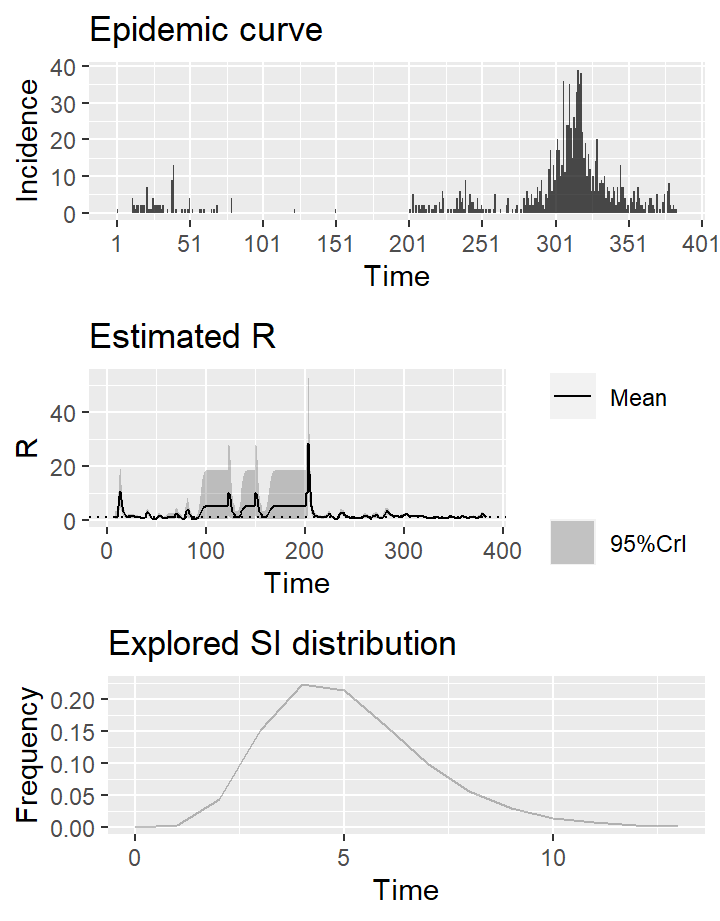 Epidemic curve
40
30
20
10
0
Incidence
1 51 101 151 201 251 301 351 401
Time
Estimated R
40
20
0
R
0 100 200 300 400
Time
Mean
95%CrI
Explored SI distribution
0.20
0.15
0.10
0.05
0.00
Frequency
0 5 10
Time